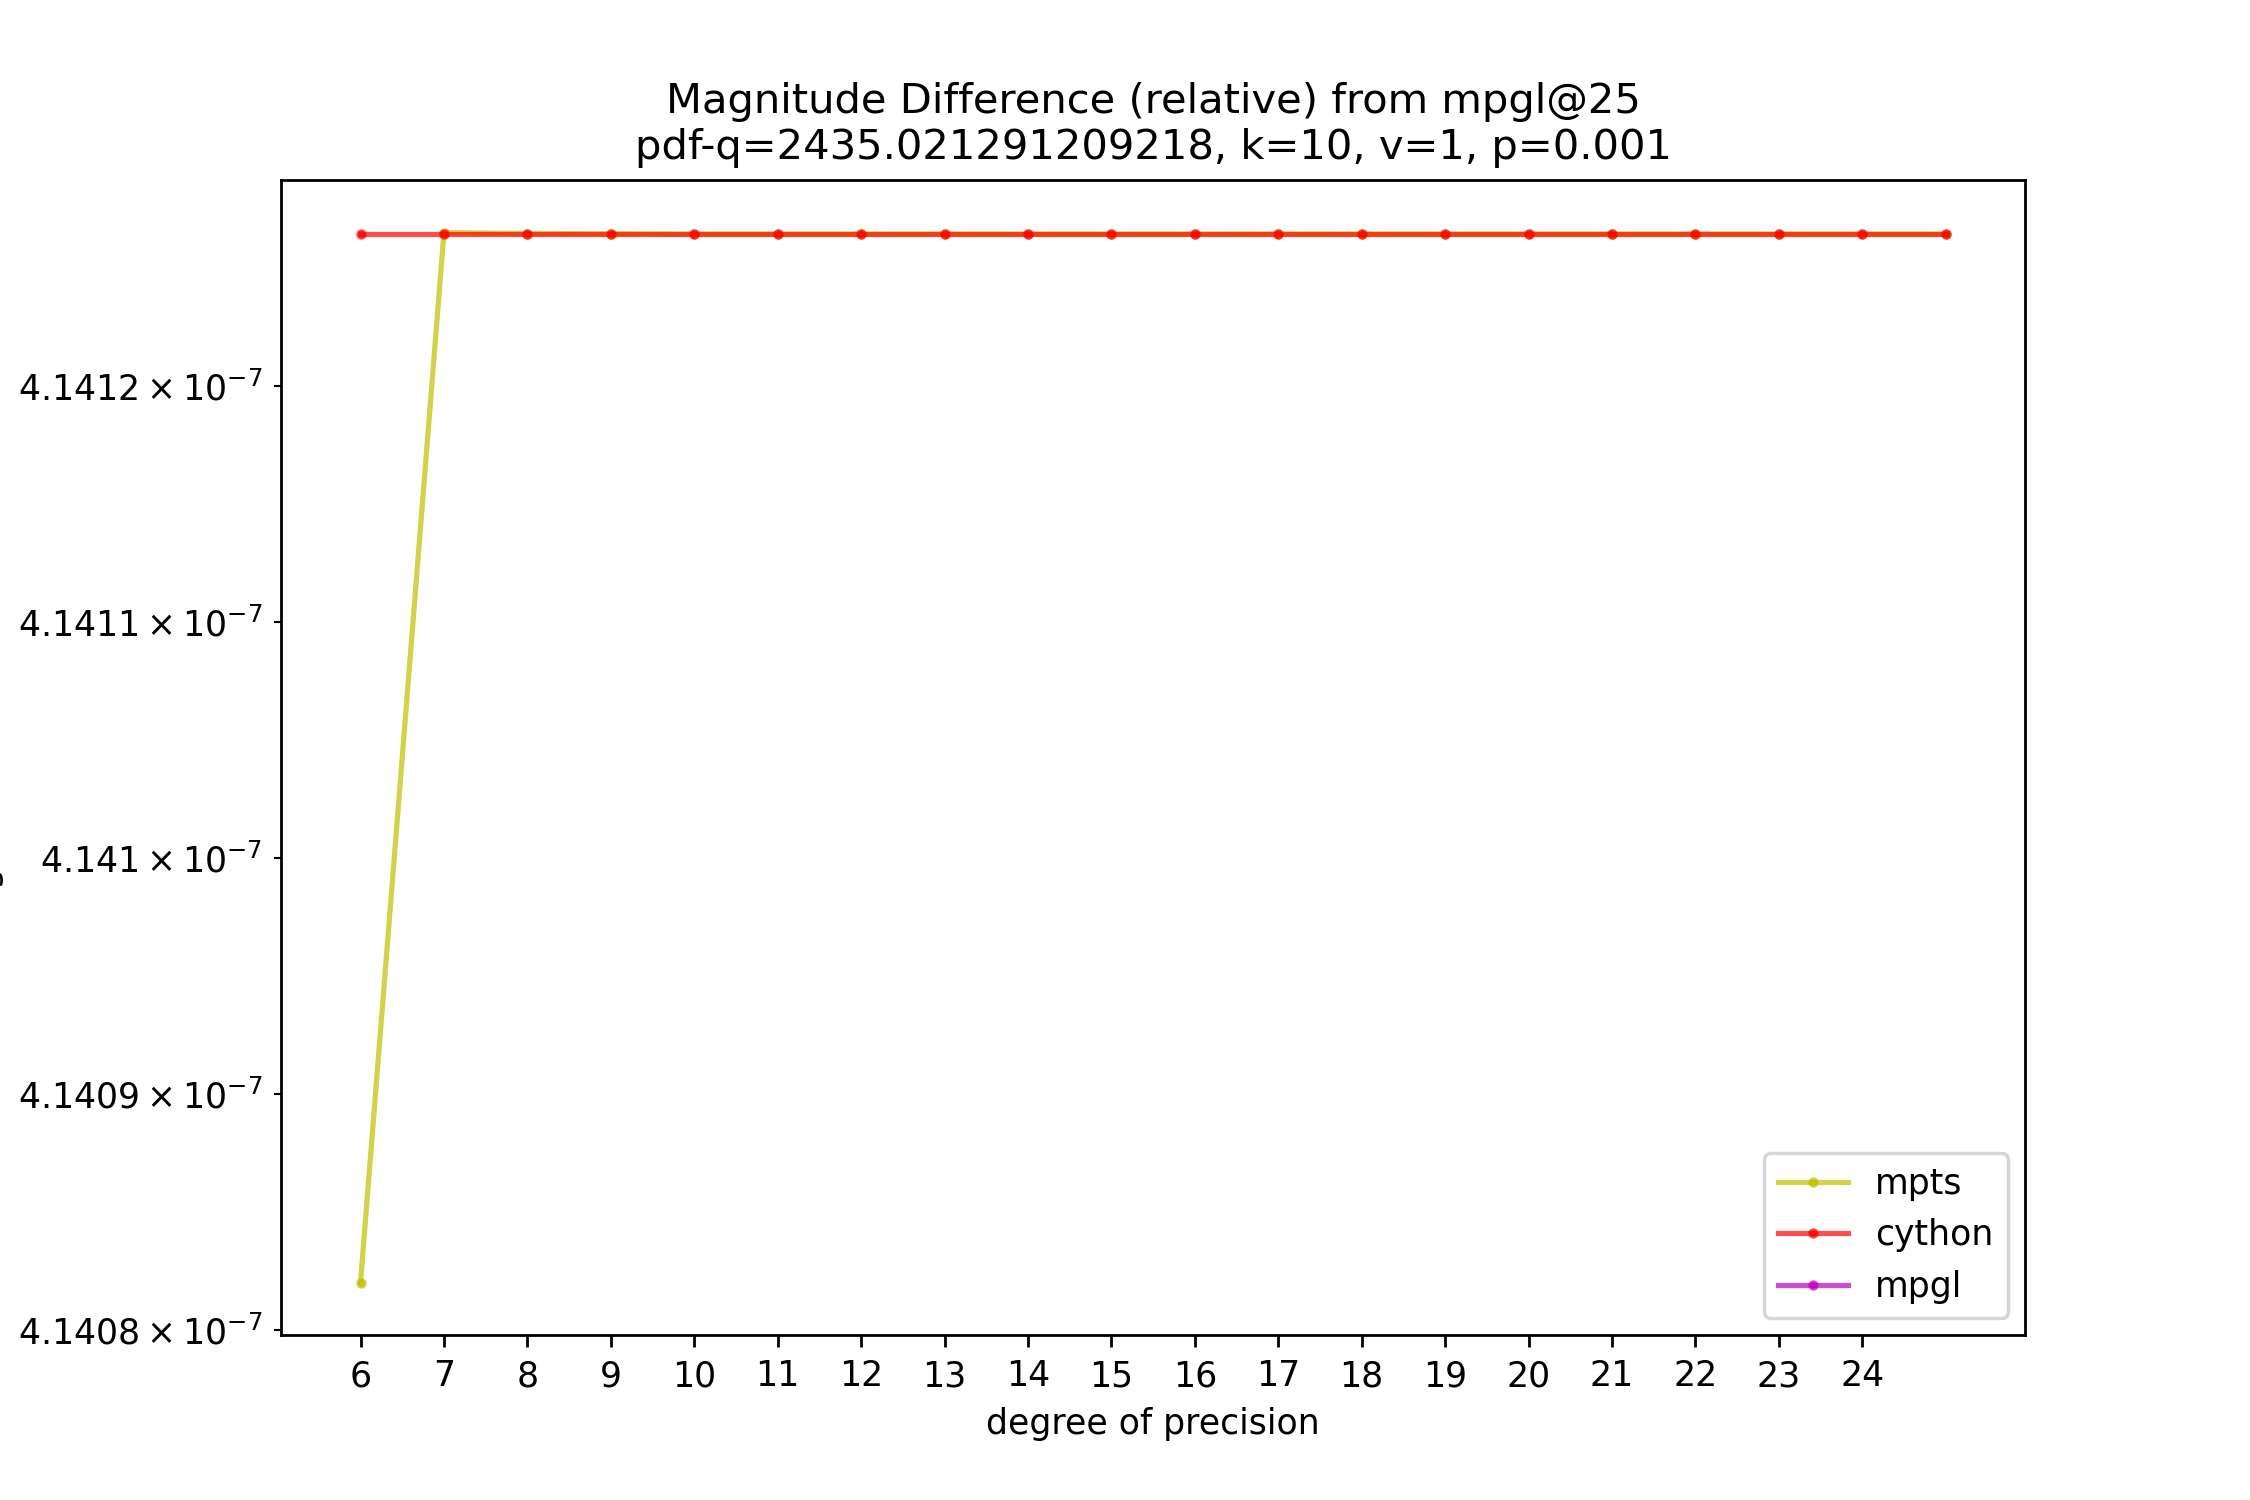 Magnitude Difference (relative) from mpgl@25
pdf-q=2435.021291209218, k=10, v=1, p=0.001
4.1412 × 10⁻⁷
4.1411 × 10⁻⁷
4.141 × 10⁻⁷
4.1409 × 10⁻⁷
4.1408 × 10⁻⁷
mpts
cython
mpgl
6 7 8 9 10 11 12 13 14 15 16 17 18 19 20 21 22 23 24
degree of precision